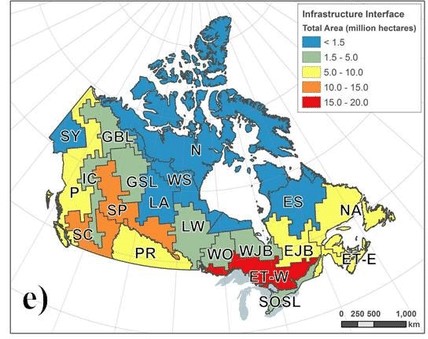 Infrastructure Interface
Total Area (million hectares)
< 1.5
1.5 - 5.0
5.0 - 10.0
10.0 - 15.0
15.0 - 20.0
SY
GBL
N
IC
GSL
WS
P
LA
ES
SP
NA
SC
LW
PR
WO
WJB
EJB
ET-E
ET-W
SOSL
e)
0 250 500 1,000
km